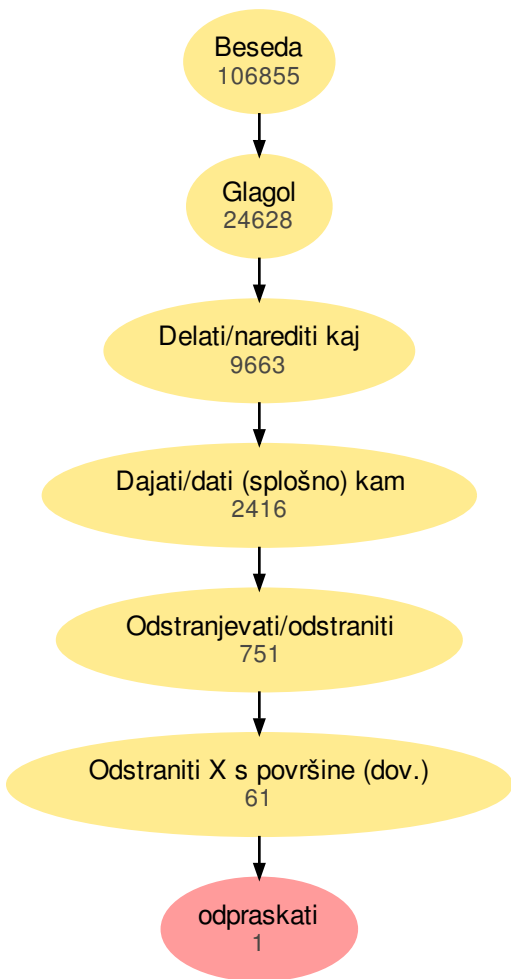 Beseda
106855
Glagol
24628
Delati/narediti kaj
9663
Dajati/dati (splošno) kam
2416
Odstranjevati/odstraniti
751
Odstraniti X s površine (dov.)
61
odpraskati
1